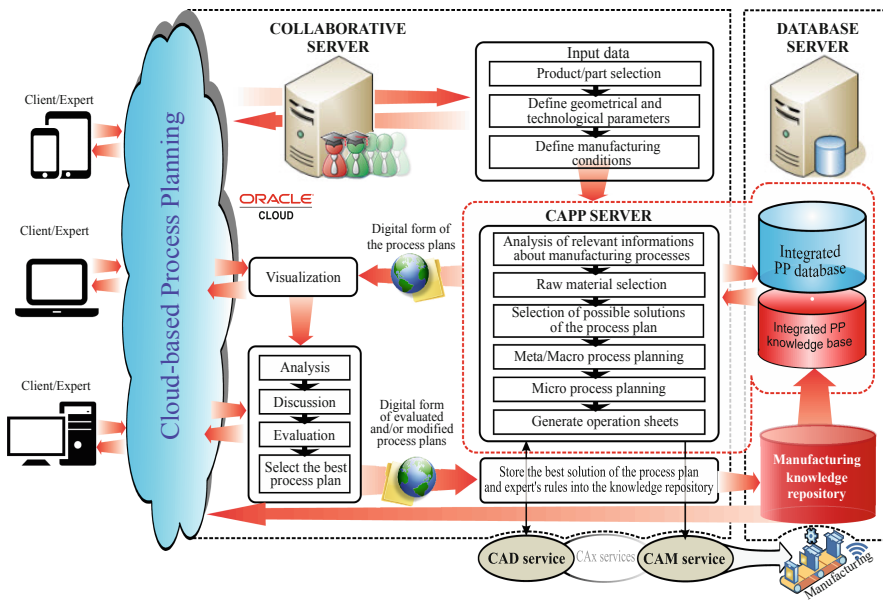 COLLABORATIVE
SERVER
DATABASE
SERVER
Input data
Product/part selection
Define geometrical and
technological parameters
Define manufacturing
conditions
Client/Expert
Cloud-based Process Planning
ORACLE
CLOUD
Client/Expert
Digital form of
the process plans
Visualization
CAPP SERVER
Analysis of relevant informations
about manufacturing processes
Raw material selection
Selection of possible solutions
of the process plan
Meta/Macro process planning
Micro process planning
Generate operation sheets
Integrated
PP database
Integrated PP
knowledge base
Client/Expert
Analysis
Discussion
Evaluation
Select the best
process plan
Digital form
of evaluated
and/or modified
process plans
Store the best solution of the process plan
and expert's rules into the knowledge repository
Manufacturing
knowledge
repository
CAD service
CAx services
CAM service
Manufacturing